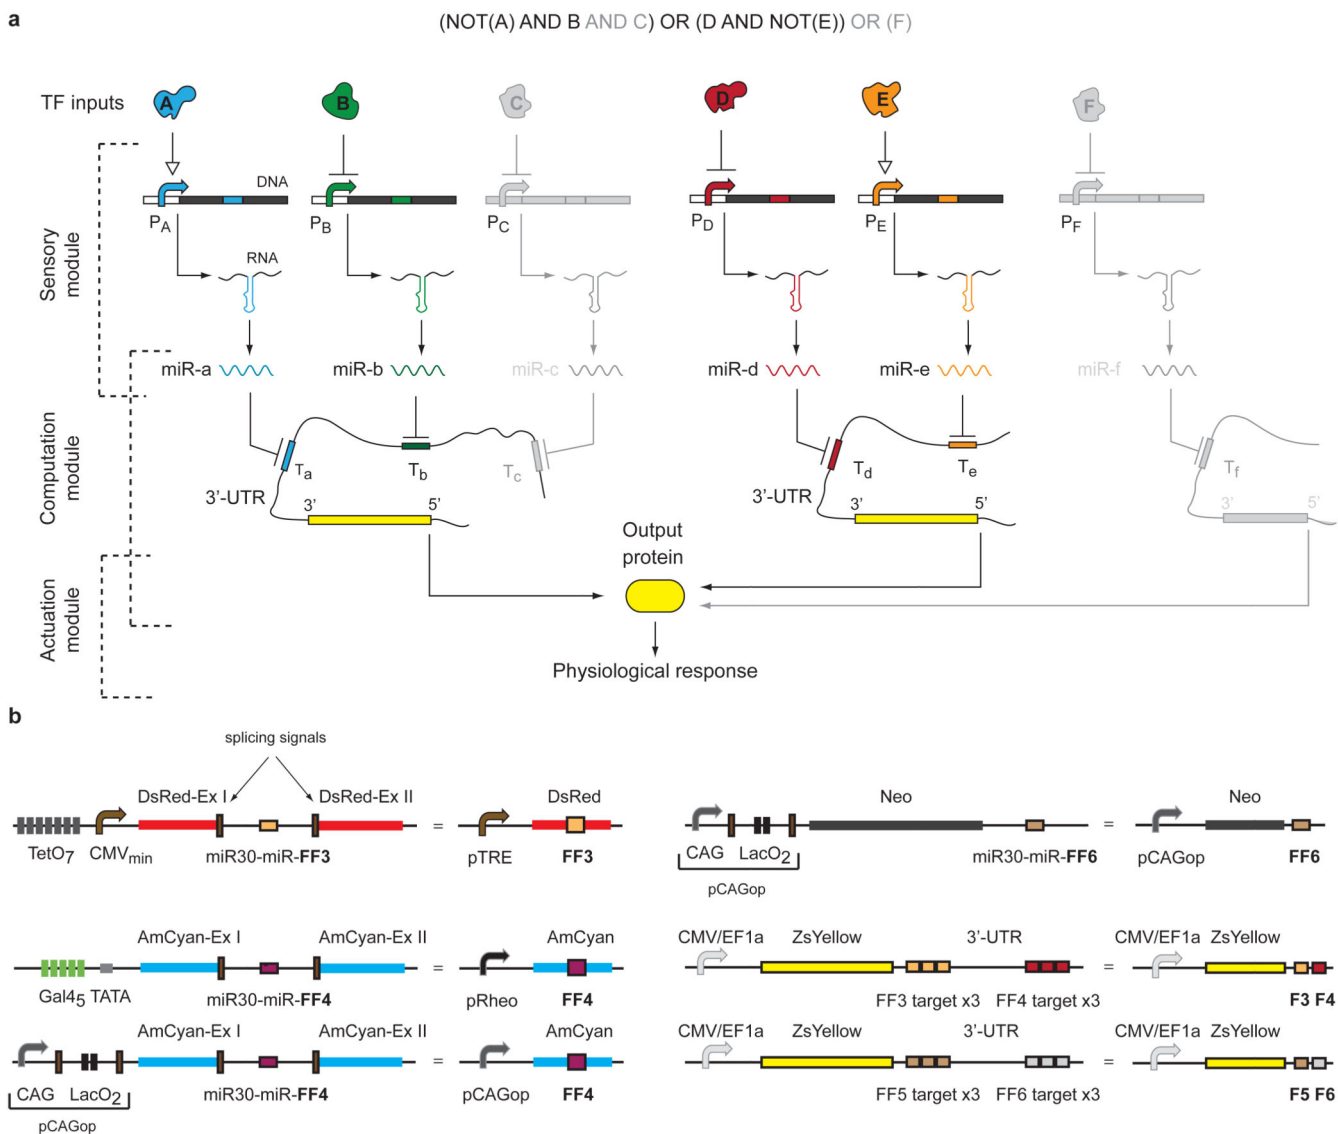 a
(NOT(A) AND B AND C) OR (D AND NOT(E)) OR (F)
TF inputs
A B C D E F
DNA
PA PB PC PD PE PF
Sensory module
RNA
miR-a miR-b miR-c miR-d miR-e miR-f
Computation module
Ta Tb Tc Td Te Tf
3'-UTR 3'-UTR
3' 5' 3' 5' 3' 5'
Output
protein
Actuation module
Physiological response
b
splicing signals
DsRed-Ex I DsRed-Ex II DsRed
=
TetO7 CMVmin miR30-miR-FF3 pTRE FF3
Neo Neo
=
CAG LacO2 miR30-miR-FF6 pCAGop FF6
pCAGop
AmCyan-Ex I AmCyan-Ex II AmCyan
=
Gal45 TATA miR30-miR-FF4 pRheo FF4
CMV/EF1a ZsYellow 3'-UTR CMV/EF1a ZsYellow
=
FF3 target x3 FF4 target x3 F3 F4
AmCyan-Ex I AmCyan-Ex II AmCyan
=
CAG LacO2 miR30-miR-FF4 pCAGop FF4
pCAGop
CMV/EF1a ZsYellow 3'-UTR CMV/EF1a ZsYellow
=
FF5 target x3 FF6 target x3 F5 F6